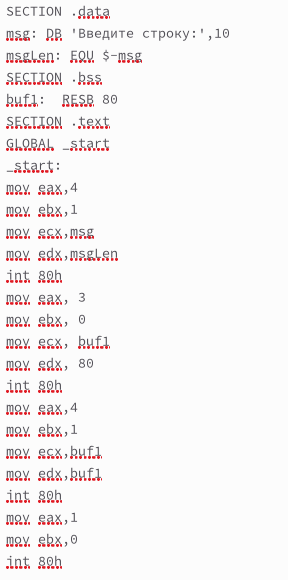 SECTION .data
msg: DB 'Введите строку:',10
msgLen: EQU $-msg
SECTION .bss
buf1:  RESB 80
SECTION .text
GLOBAL _start
_start:
mov eax,4
mov ebx,1
mov ecx,msg
mov edx,msgLen
int 80h
mov eax, 3
mov ebx, 0
mov ecx, buf1
mov edx, 80
int 80h
mov eax,4
mov ebx,1
mov ecx,buf1
mov edx,buf1
int 80h
mov eax,1
mov ebx,0
int 80h